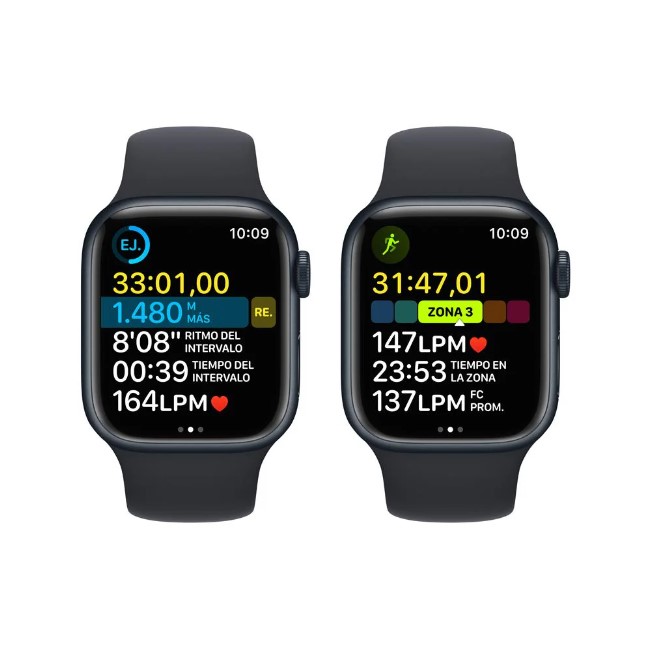 EJ.
10:09
33:01,00
1.480 M MÁS
RE.
8'08" RITMO DEL INTERVALO
00:39 TIEMPO DEL INTERVALO
164LPM
10:09
31:47,01
ZONA 3
147LPM
23:53 TIEMPO EN LA ZONA
137LPM FC PROM.